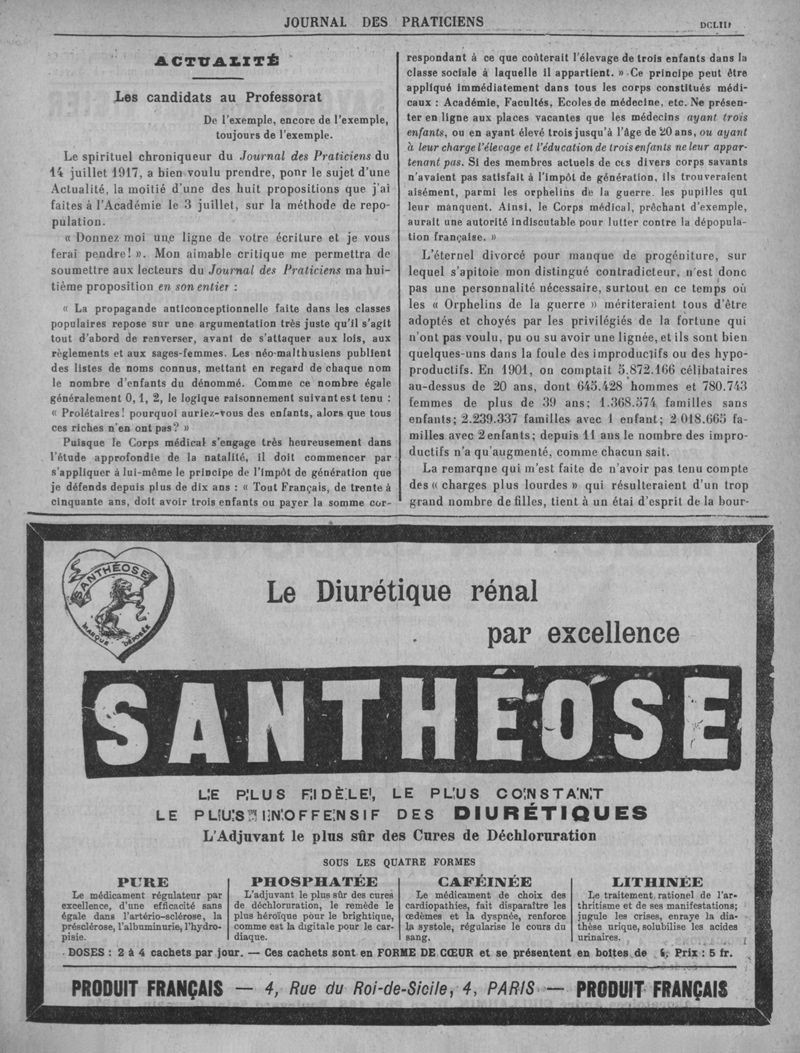 JOURNAL DES PRATICIENS
DCLIII
ACTUALITÉ
Les candidats au Professorat
De l'exemple, encore de l'exemple,
toujours de l'exemple.
Le spirituel chroniqueur du Journal des Praticiens du
14 juillet 1917, a bien voulu prendre, ponr le sujet d'une
Actualité, la moitié d'une des huit propositions que j'ai
faites à l'Académie le 3 juillet, sur la méthode de repo-
pulation.
« Donnez moi une ligne de votre écriture et je vous
ferai pendre! ». Mon aimable critique me permettra de
soumettre aux lecteurs du Journal des Praticiens ma hui-
tième proposition en son entier :
« La propagande anticonceptionnelle faite dans les classes
populaires repose sur une argumentation très juste qu'il s'agit
tout d'abord de renverser, avant de s'attaquer aux lois, aux
règlements et aux sages-femmes. Les néo-malthusiens publient
des listes de noms connus, mettant en regard de chaque nom
le nombre d'enfants du dénommé. Comme ce nombre égale
généralement 0, 1, 2, le logique raisonnement suivant est tenu :
« Prolétaires! pourquoi auriez-vous des enfants, alors que tous
ces riches n'en ont pas? »
Puisque le Corps médical s'engage très heureusement dans
l'étude approfondie de la natalité, il doit commencer par
s'appliquer à lui-même le principe de l'impôt de génération que
je défends depuis plus de dix ans : « Tout Français, de trente à
cinquante ans, doit avoir trois enfants ou payer la somme cor-
respondant à ce que coûterait l'élevage de trois enfants dans la
classe sociale à laquelle il appartient. » Ce principe peut être
appliqué immédiatement dans tous les corps constitués médi-
caux : Académie, Facultés, Ecoles de médecine, etc. Ne présen-
ter en ligne aux places vacantes que les médecins ayant trois
enfants, ou en ayant élevé trois jusqu'à l'âge de 20 ans, ou ayant
à leur charge l'élevage et l'éducation de trois enfants ne leur appar-
tenant pas. Si des membres actuels de ces divers corps savants
n'avaient pas satisfait à l'impôt de génération, ils trouveraient
aisément, parmi les orphelins de la guerre, les pupilles qui
leur manquent. Ainsi, le Corps médical, prêchant d'exemple,
aurait une autorité indiscutable pour lutter contre la dépopula-
tion française. »
L'éternel divorcé pour manque de progéniture, sur
lequel s'apitoie mon distingué contradicteur, n'est donc
pas une personnalité nécessaire, surtout en ce temps où
les « Orphelins de la guerre » mériteraient tous d'être
adoptés et choyés par les privilégiés de la fortune qui
n'ont pas voulu, pu ou su avoir une lignée, et ils sont bien
quelques-uns dans la foule des improductifs ou des hypo-
productifs. En 1901, on comptait 5.872.166 célibataires
au-dessus de 20 ans, dont 645.428 hommes et 780.743
femmes de plus de 39 ans; 1.368.574 familles sans
enfants; 2.239.337 familles avec 1 enfant; 2 018.665 fa-
milles avec 2 enfants; depuis 11 ans le nombre des impro-
ductifs n'a qu'augmenté, comme chacun sait.
La remarque qui m'est faite de n'avoir pas tenu compte
des « charges plus lourdes » qui résulteraient d'un trop
grand nombre de filles, tient à un étai d'esprit de la bour-
SANTHÉOSE
MARQUE DÉPOSÉE
Le Diurétique rénal
par excellence
SANTHÉOSE
LE PLUS FIDÈLE, LE PLUS CONSTANT
LE PLUS INOFFENSIF DES DIURÉTIQUES
L'Adjuvant le plus sûr des Cures de Déchloruration
SOUS LES QUATRE FORMES
PURE
Le médicament régulateur par
excellence, d'une efficacité sans
égale dans l'artério-sclérose, la
présclérose, l'albuminurie, l'hydro-
pisie.
PHOSPHATÉE
L'adjuvant le plus sûr des cures
de déchloruration, le remède le
plus héroïque pour le brightique,
comme est la digitale pour le car-
diaque.
CAFÉINÉE
Le médicament de choix des
cardiopathies, fait disparaître les
œdèmes et la dyspnée, renforce
la systole, régularise le cours du
sang.
LITHINÉE
Le traitement rationel de l'ar-
thritisme et de ses manifestations;
jugule les crises, enraye la dia-
thèse urique, solubilise les acides
urinaires.
DOSES : 2 à 4 cachets par jour. — Ces cachets sont en FORME DE CŒUR et se présentent en boîtes de Prix : 5 fr.
PRODUIT FRANÇAIS — 4, Rue du Roi-de-Sicile, 4, PARIS — PRODUIT FRANÇAIS